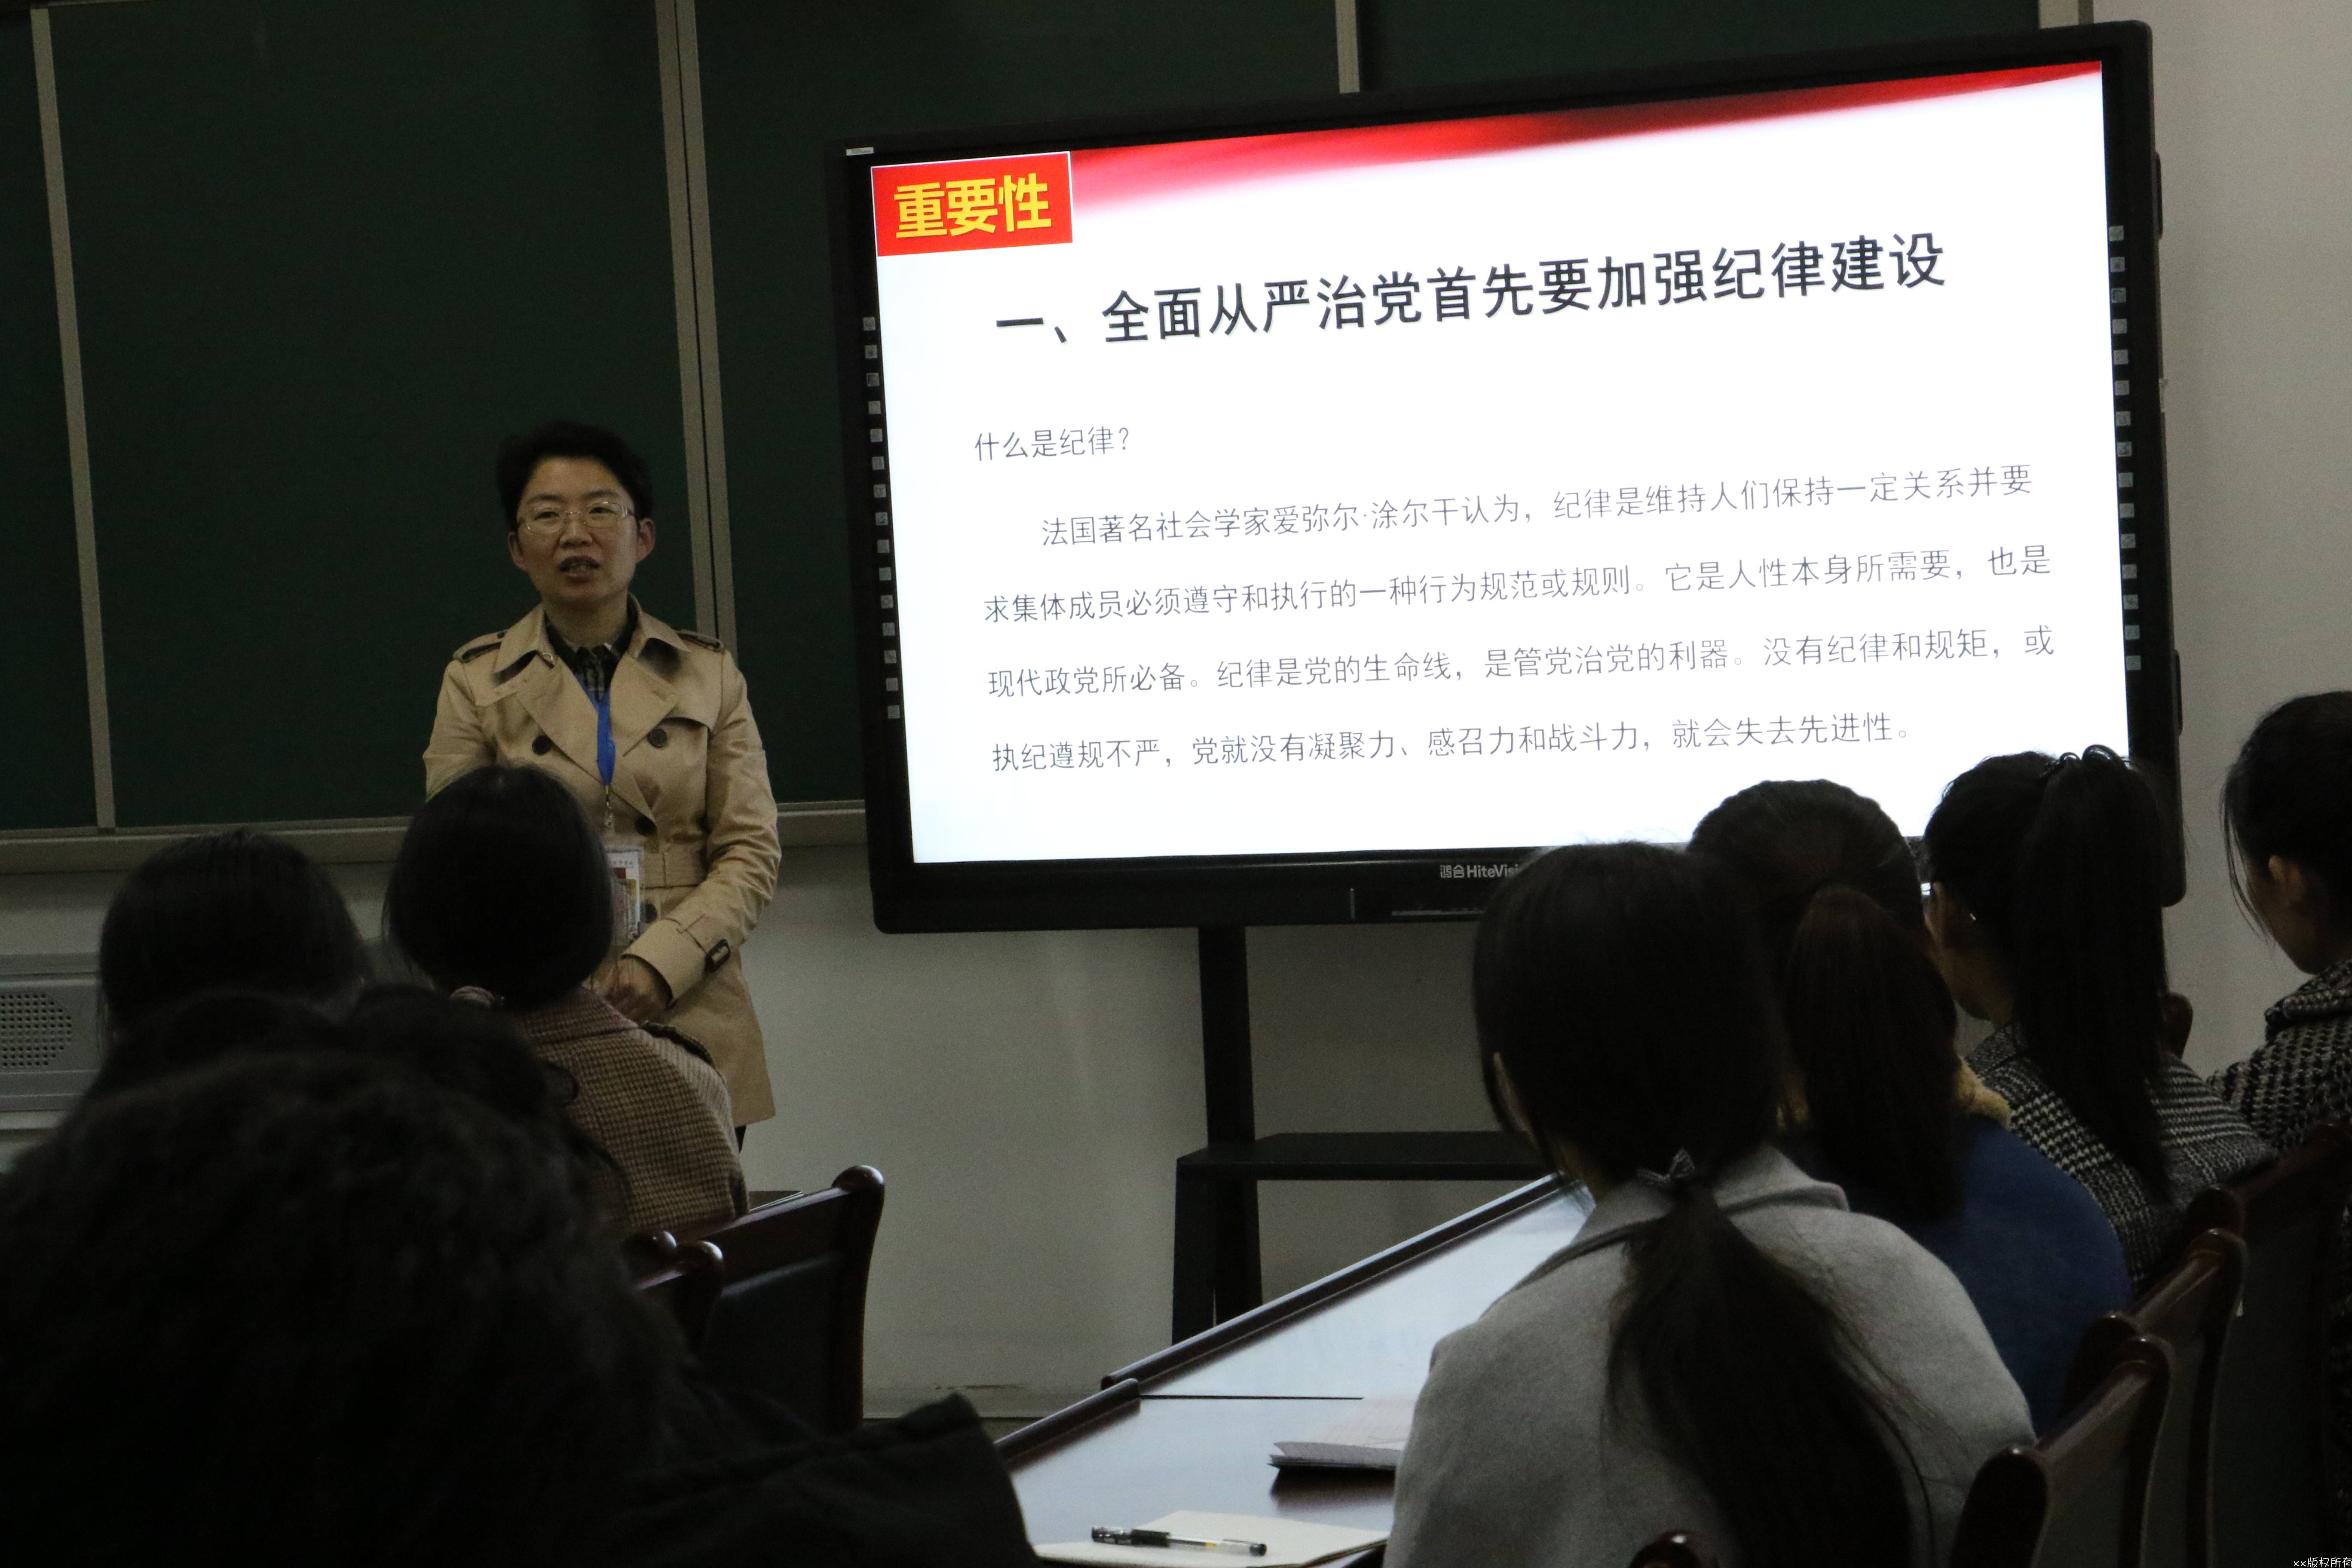 重要性
一、全面从严治党首先要加强纪律建设
什么是纪律？
法国著名社会学家爱弥尔·涂尔干认为，纪律是维持人们保持一定关系并要
求集体成员必须遵守和执行的一种行为规范或规则。它是人性本身所需要，也是
现代政党所必备。纪律是党的生命线，是管党治党的利器。没有纪律和规矩，或
执纪遵规不严，党就没有凝聚力、感召力和战斗力，就会失去先进性。
鸿合HiteVisi
xx版权所有